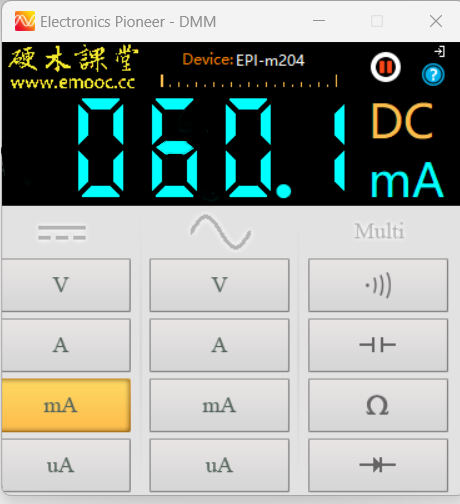 Electronics Pioneer - DMM
硬木課堂
www.emooc.cc
Device: EPI-m204
060.1
DC
mA
Multi
V V
A A
mA mA Ω
uA uA